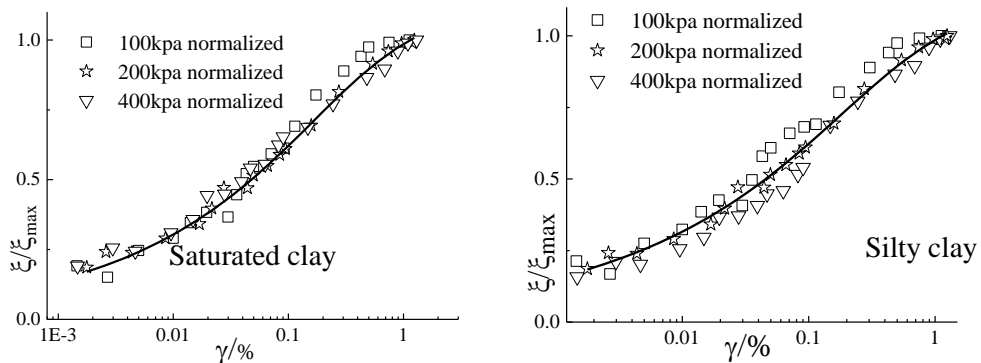 1.0
0.5
0.0
ξ/ξmax
100kpa normalized
200kpa normalized
400kpa normalized
Saturated clay
1E-3
0.01
0.1
1
γ/%
1.0
0.5
0.0
ξ/ξmax
100kpa normalized
200kpa normalized
400kpa normalized
Silty clay
0.01
0.1
1
γ/%